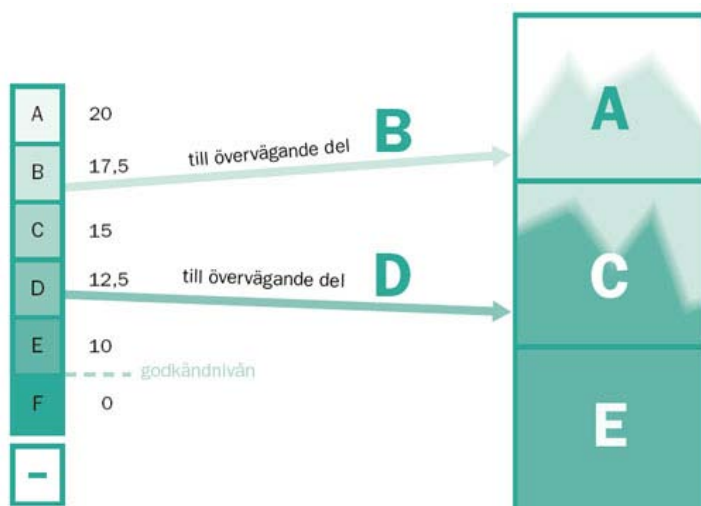 A 20
B 17,5
C 15
D 12,5
E 10
godkändnivån
F 0
–
till övervägande del B
till övervägande del D
A
C
E